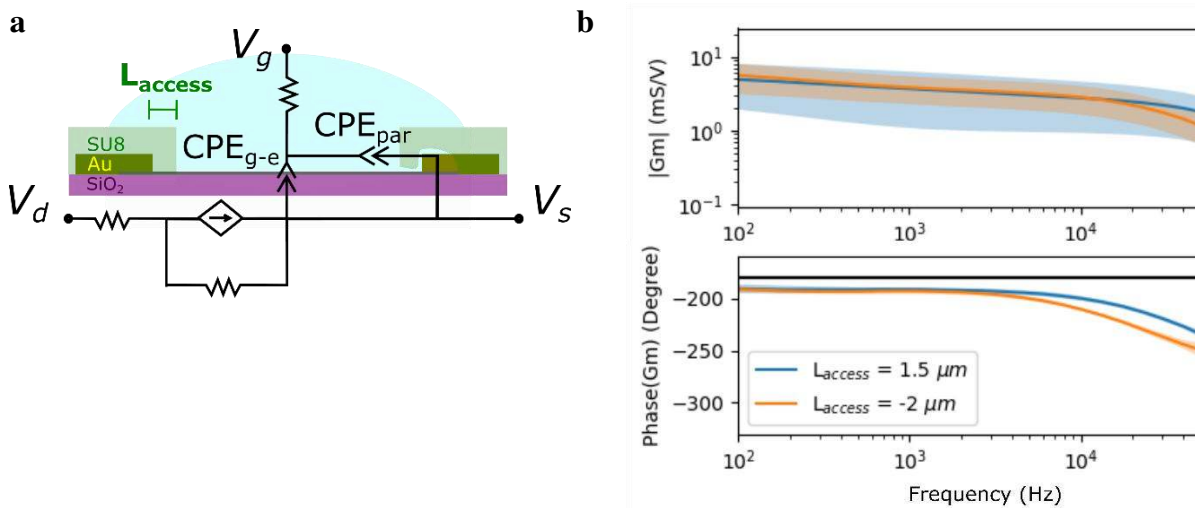 a
V_g
L_access
SU8
Au
SiO₂
CPE_g-e
CPE_par
V_d
V_s
b
|Gm| (mS/V)
10¹
10⁰
10⁻¹
10² 10³ 10⁴
Phase(Gm) (Degree)
−200
−250
−300
L_access = 1.5 μm
L_access = -2 μm
10² 10³ 10⁴
Frequency (Hz)